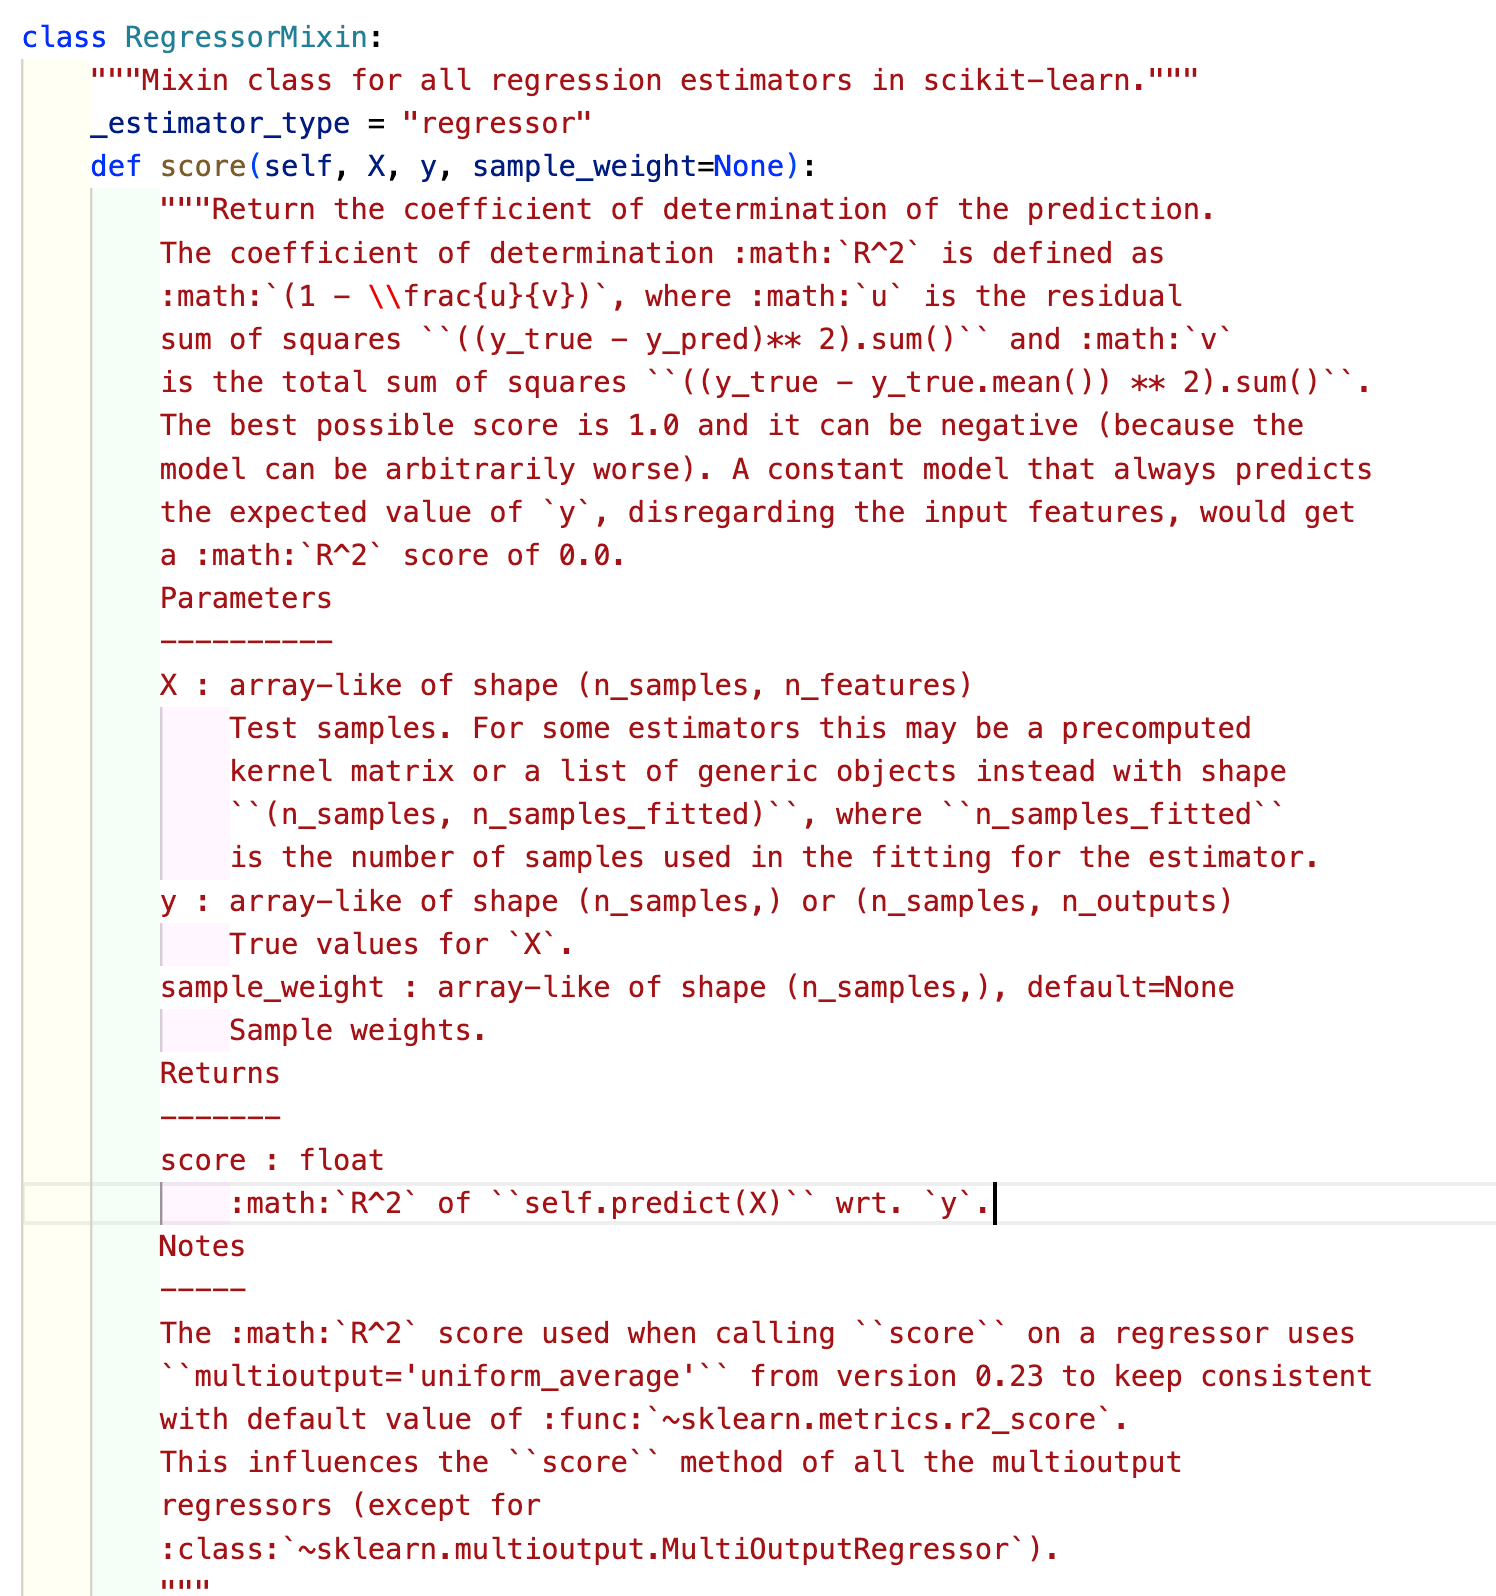 class RegressorMixin:
    """Mixin class for all regression estimators in scikit-learn."""
    _estimator_type = "regressor"
    def score(self, X, y, sample_weight=None):
        """Return the coefficient of determination of the prediction.
        The coefficient of determination :math:`R^2` is defined as
        :math:`(1 - \\frac{u}{v})`, where :math:`u` is the residual
        sum of squares ``((y_true - y_pred)** 2).sum()`` and :math:`v`
        is the total sum of squares ``((y_true - y_true.mean()) ** 2).sum()``.
        The best possible score is 1.0 and it can be negative (because the
        model can be arbitrarily worse). A constant model that always predicts
        the expected value of `y`, disregarding the input features, would get
        a :math:`R^2` score of 0.0.
        Parameters
        ----------
        X : array-like of shape (n_samples, n_features)
            Test samples. For some estimators this may be a precomputed
            kernel matrix or a list of generic objects instead with shape
            ``(n_samples, n_samples_fitted)``, where ``n_samples_fitted``
            is the number of samples used in the fitting for the estimator.
        y : array-like of shape (n_samples,) or (n_samples, n_outputs)
            True values for `X`.
        sample_weight : array-like of shape (n_samples,), default=None
            Sample weights.
        Returns
        -------
        score : float
            :math:`R^2` of ``self.predict(X)`` wrt. `y`.
        Notes
        -----
        The :math:`R^2` score used when calling ``score`` on a regressor uses
        ``multioutput='uniform_average'`` from version 0.23 to keep consistent
        with default value of :func:`~sklearn.metrics.r2_score`.
        This influences the ``score`` method of all the multioutput
        regressors (except for
        :class:`~sklearn.multioutput.MultiOutputRegressor`).
        """